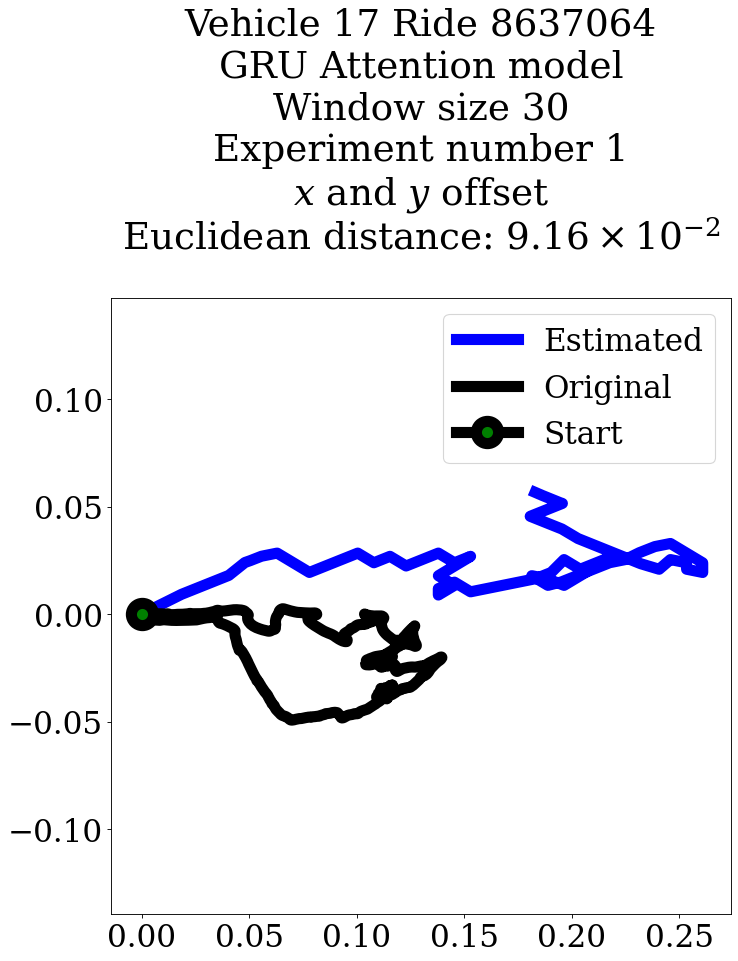 Vehicle 17 Ride 8637064
GRU Attention model
Window size 30
Experiment number 1
x and y offset
Euclidean distance: 9.16 × 10⁻²
Estimated
Original
Start
0.10
0.05
0.00
−0.05
−0.10
0.00 0.05 0.10 0.15 0.20 0.25